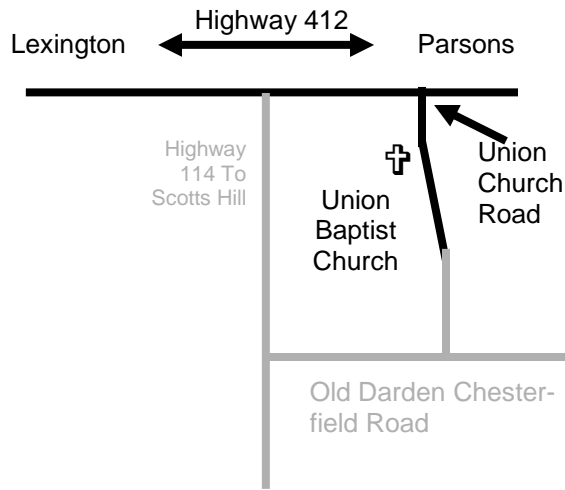 Highway 412
Lexington
Parsons
Highway
114 To
Scotts Hill
Union
Church
Road
Union
Baptist
Church
Old Darden Chester-
field Road